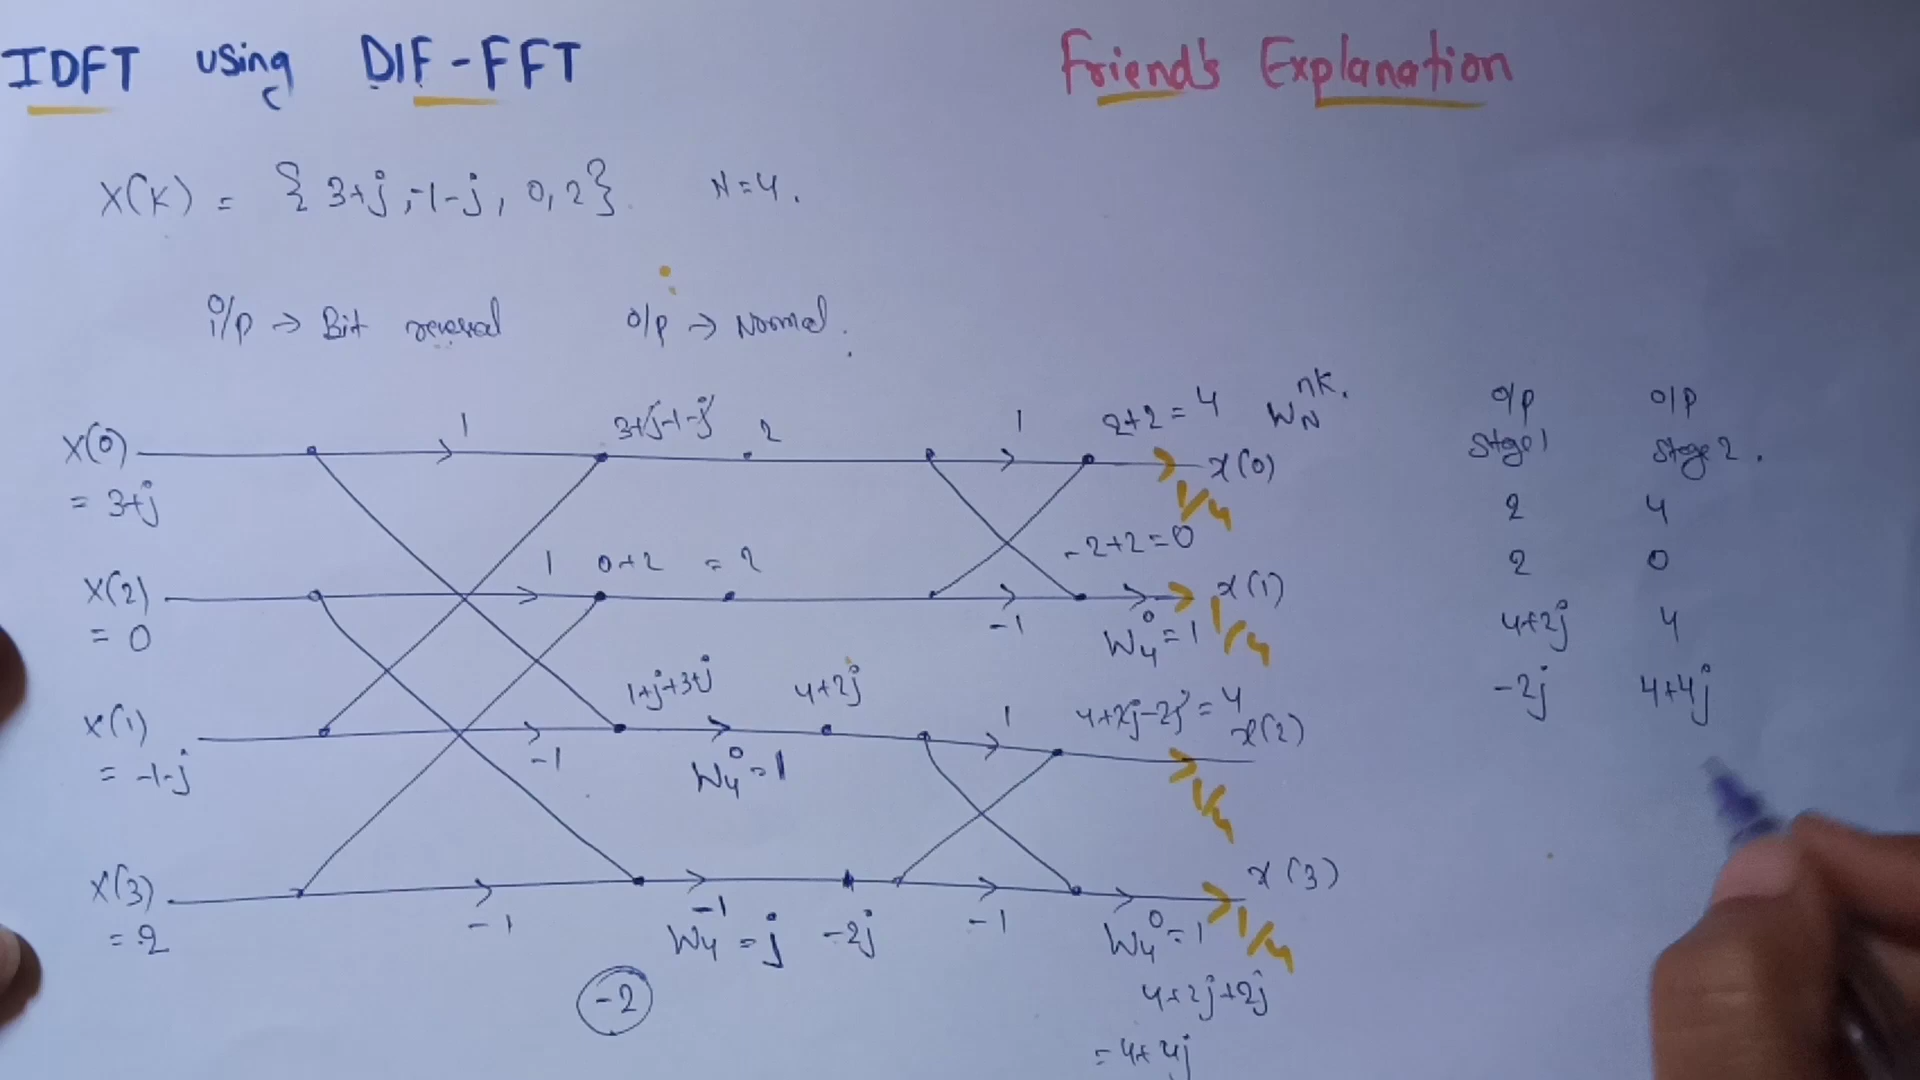 IDFT using DIF-FFT
Friend's Explanation
X(K) = { 3+j, -1-j, 0, 2 } N=4.
i/p → Bit reversal o/p → Normal.
X(0)
= 3+j
1
3+j-1-j
2
1
2+2=4
W_N^nk.
x(0)
1/4
X(2)
= 0
1
0+2 = 2
-1
-2+2=0
x(1)
W_4^0=1
1/4
X(1)
= -1-j
-1
1+j+3+j
W_4^0=1
4+2j
1
4+2j-2j=4
x(2)
1/4
X(3)
=2
-1
W_4^-1=j
-2
-2j
-1
x(3)
W_4^0=1
1/4
4+2j+2j
=4+4j
o/p o/p
stage1 stage2.
2 4
2 0
4+2j 4
-2j 4+4j